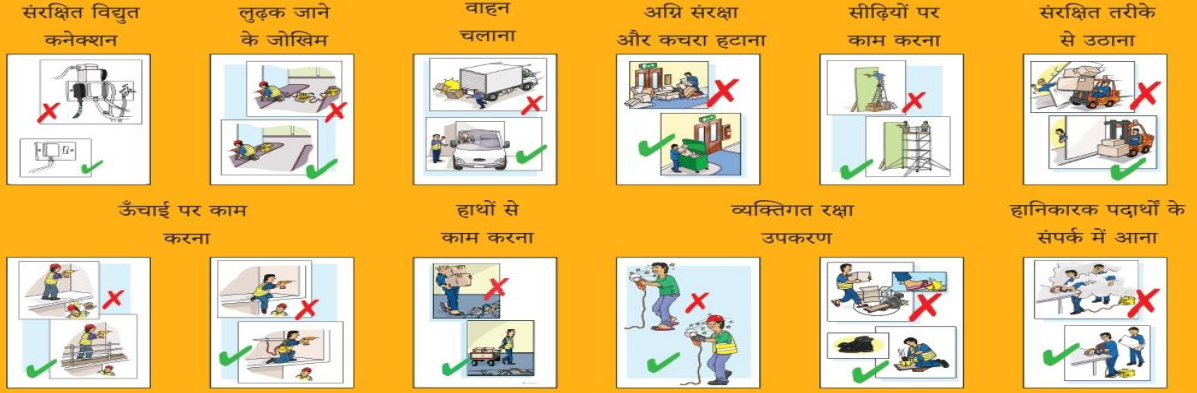 संरक्षित विद्युत
कनेक्शन
लुढ़क जाने
के जोखिम
वाहन
चलाना
अग्नि संरक्षा
और कचरा हटाना
सीढ़ियों पर
काम करना
संरक्षित तरीके
से उठाना
ऊँचाई पर काम
करना
हाथों से
काम करना
व्यक्तिगत रक्षा
उपकरण
हानिकारक पदार्थों के
संपर्क में आना